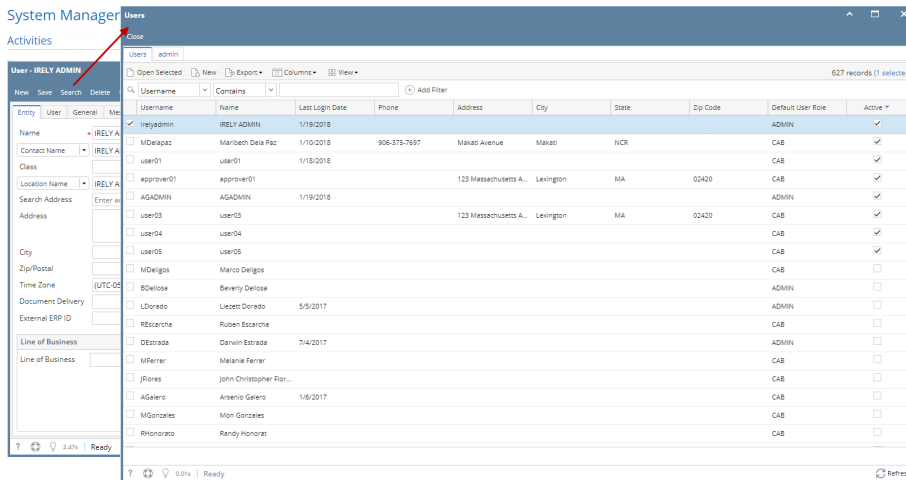 System Manager
Activities
User - IRELY ADMIN
New Save Search Delete
Entity User General
Name IRELY
Contact Name IRELY
Class
Location Name IRELY
Search Address Enter
Address
City
Zip/Postal
Time Zone (UTC-05
Document Delivery
External ERP ID
Line of Business
Line of Business
? 2.47s Ready
Users
Close
Users admin
Open Selected New Export Columns View 627 records (1 selecte
Username Contains Add Filter
Username Name Last Login Date Phone Address City State Zip Code Default User Role Active
irelyadmin IRELY ADMIN 1/19/2018 ADMIN
MDelapaz Maribeth Dela Paz 1/10/2018 906-375-7697 Makati Avenue Makati NCR CAB
user01 user01 1/18/2018 CAB
approver01 approver01 123 Massachusetts A... Lexington MA 02420 CAB
AGADMIN AGADMIN 1/19/2018 ADMIN
user03 user03 123 Massachusetts A... Lexington MA 02420 CAB
user04 user04 CAB
user05 user05 CAB
MDeligos Marco Deligos CAB
BDellosa Beverly Dellosa ADMIN
LDorado Liezett Dorado 5/5/2017 ADMIN
REscarcha Ruben Escarcha CAB
DEstrada Darwin Estrada 7/4/2017 ADMIN
MFerrer Melanie Ferrer CAB
JFlores John Christopher Flor... CAB
AGalero Arsenio Galero 1/6/2017 CAB
MGonzales Mon Gonzales CAB
RHonorato Randy Honorat CAB
? 0.01s Ready Refres